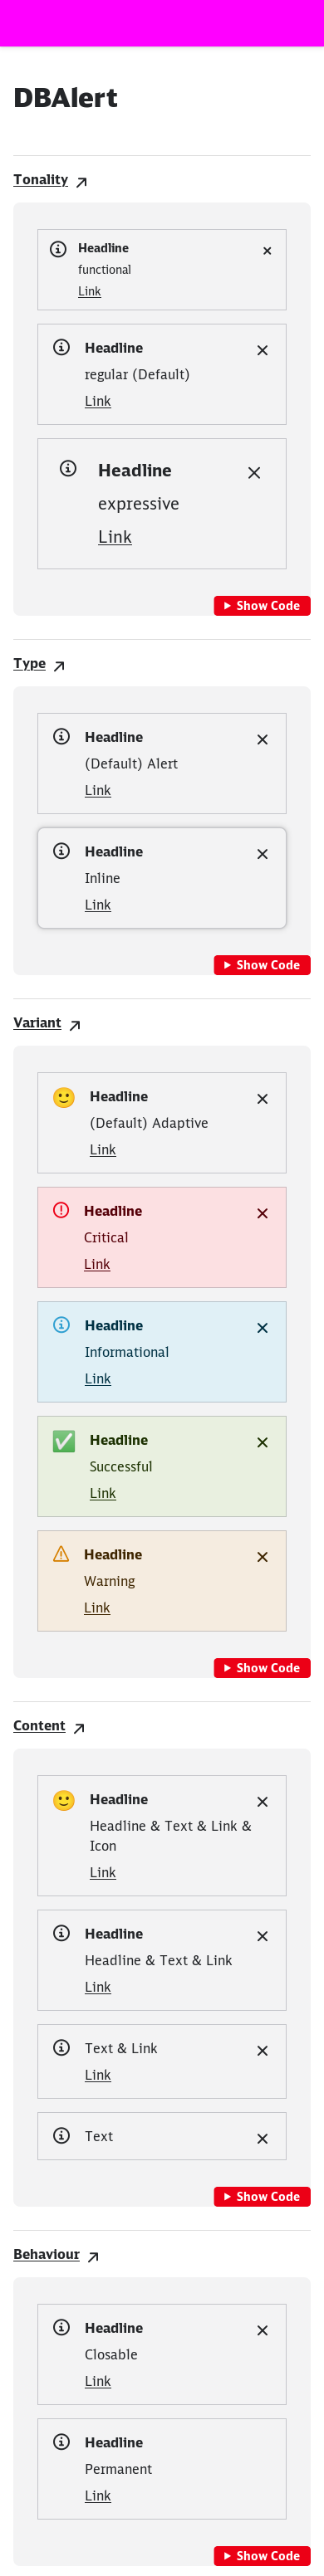 DBAlert
Tonality
Headline
functional
Link
Headline
regular (Default)
Link
Headline
expressive
Link
Show Code
Type
Headline
(Default) Alert
Link
Headline
Inline
Link
Show Code
Variant
Headline
(Default) Adaptive
Link
Headline
Critical
Link
Headline
Informational
Link
Headline
Successful
Link
Headline
Warning
Link
Show Code
Content
Headline
Headline & Text & Link &
Icon
Link
Headline
Headline & Text & Link
Link
Text & Link
Link
Text
Show Code
Behaviour
Headline
Closable
Link
Headline
Permanent
Link
Show Code